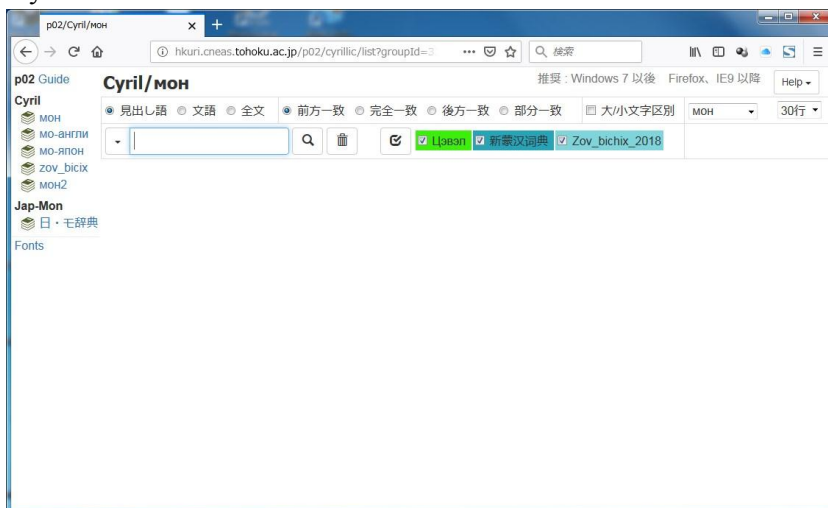 p02/Cyril/мон
hkuri.cneas.tohoku.ac.jp/p02/cyrillic/list?groupId=3
検索
p02 Guide
Cyril/мон
推奨 : Windows 7 以後 Firefox、IE9 以降
Help
Cyril
мон
мо-англи
мо-япон
zov_bicix
мон2
Jap-Mon
日・モ辞典
Fonts
見出し語 文語 全文 前方一致 完全一致 後方一致 部分一致 大/小文字区別 мон 30行
Цэвэл 新蒙汉词典 Zov_bichix_2018